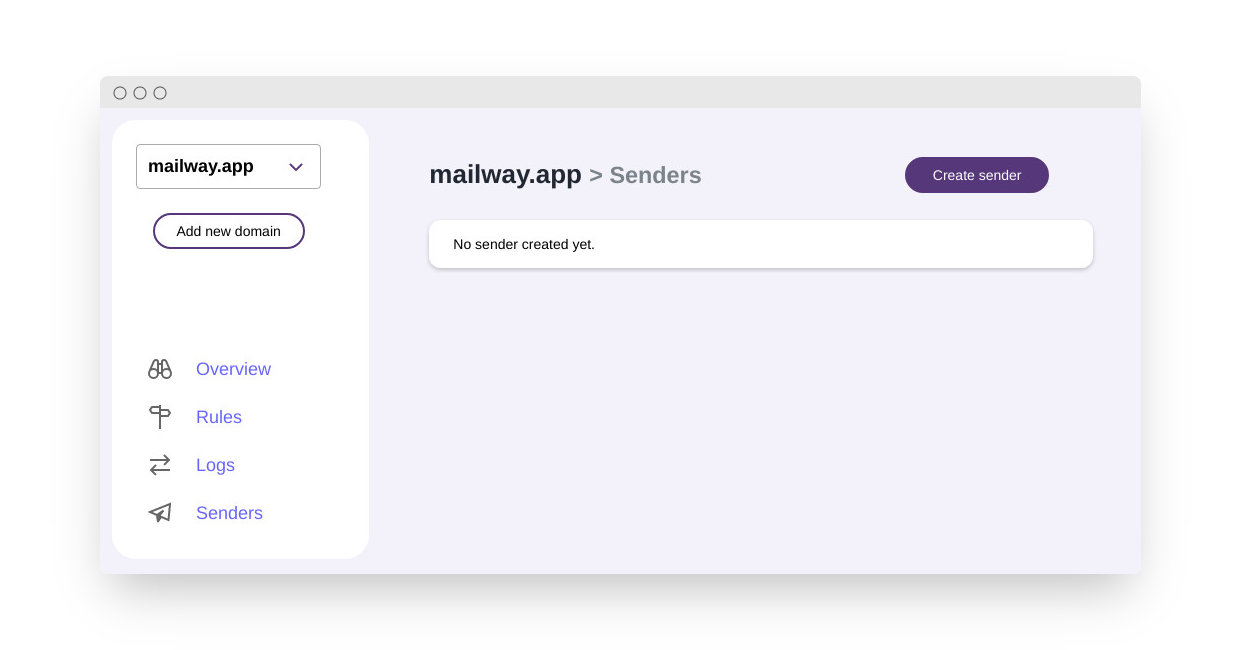 mailway.app
Add new domain
Overview
Rules
Logs
Senders
mailway.app > Senders
Create sender
No sender created yet.